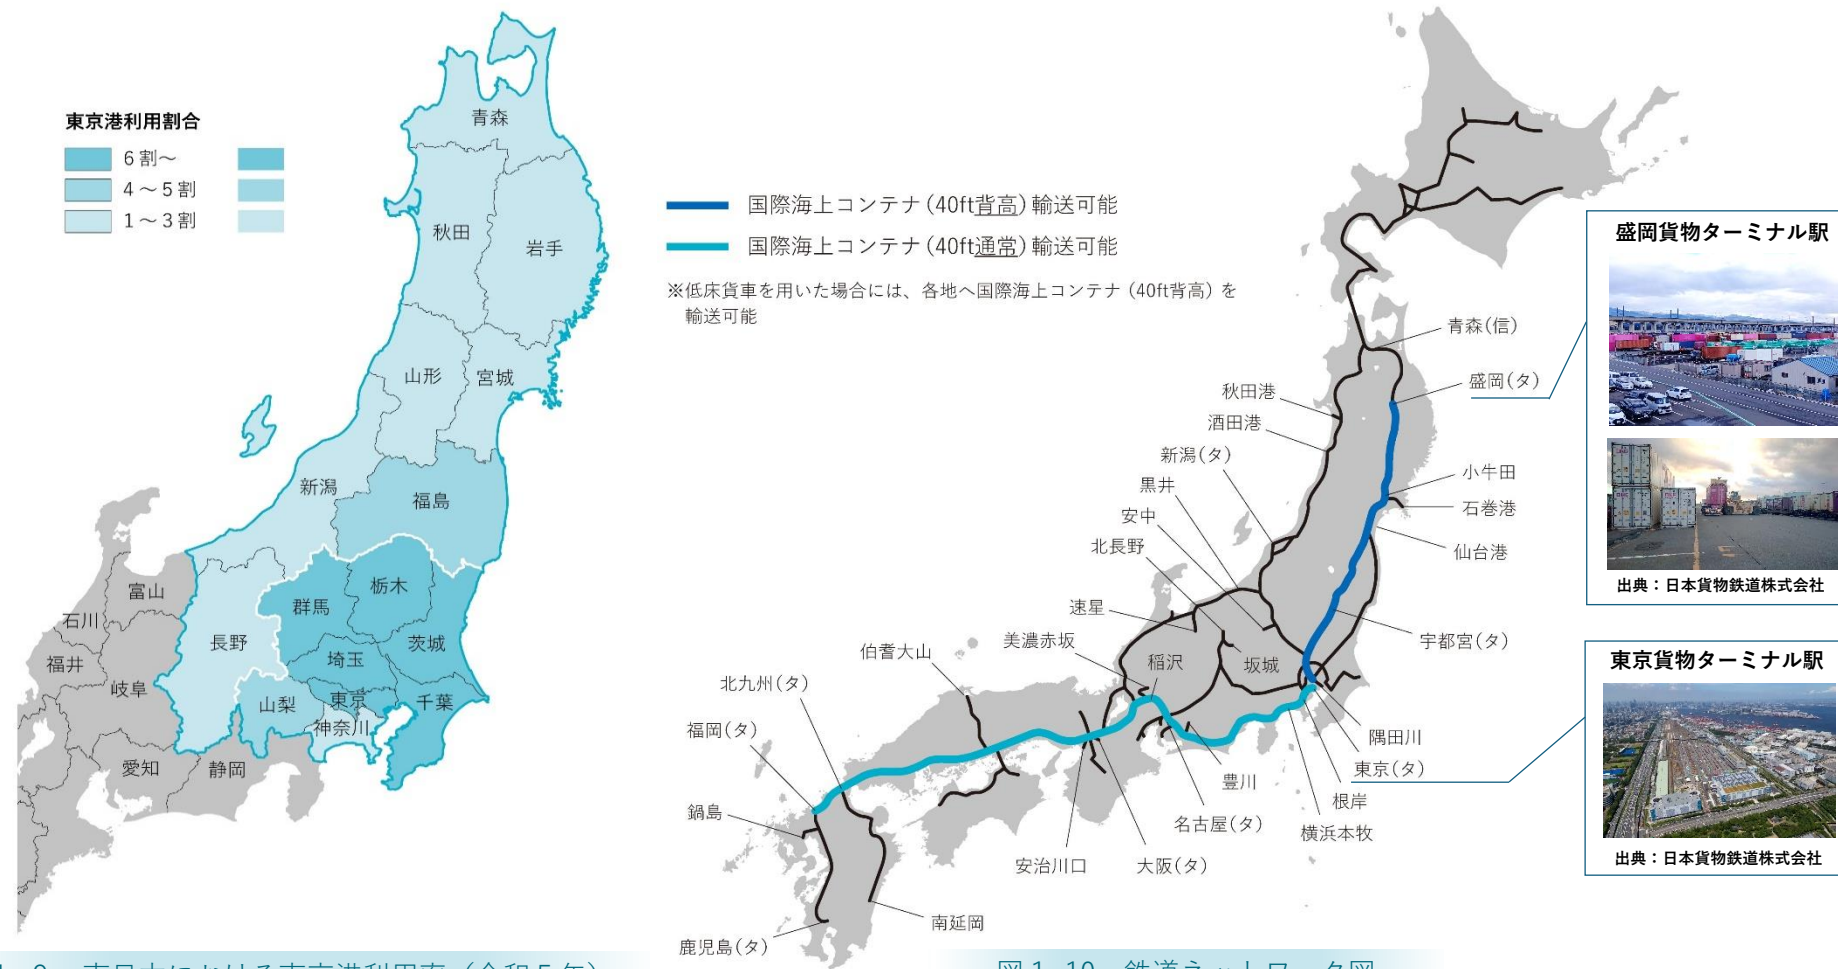 東京港利用割合
6割～
4～5割
1～3割
青森
秋田
岩手
山形
宮城
新潟
福島
富山
石川
福井
岐阜
長野
群馬
栃木
茨城
埼玉
山梨
東京
千葉
神奈川
愛知
静岡
国際海上コンテナ(40ft背高)輸送可能
国際海上コンテナ(40ft通常)輸送可能
※低床貨車を用いた場合には、各地へ国際海上コンテナ(40ft背高)を
輸送可能
青森(信)
盛岡(タ)
秋田港
酒田港
新潟(タ)
黒井
安中
北長野
速星
美濃赤坂
伯耆大山
北九州(タ)
福岡(タ)
鍋島
鹿児島(タ)
南延岡
小牛田
石巻港
仙台港
宇都宮(タ)
稲沢
坂城
隅田川
東京(タ)
根岸
横浜本牧
豊川
名古屋(タ)
大阪(タ)
安治川口
盛岡貨物ターミナル駅
出典：日本貨物鉄道株式会社
東京貨物ターミナル駅
出典：日本貨物鉄道株式会社
東日本における東京港利用率(令和5年)
図1-10 鉄道ネットワーク図